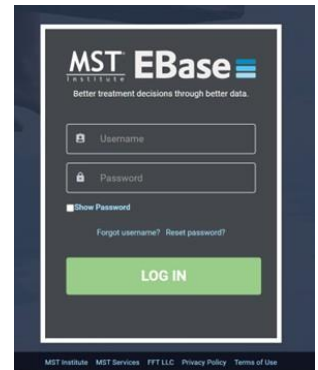 MST EBase
Institute
Better treatment decisions through better data.
Username
Password
Show Password
Forgot username? Reset password?
LOG IN
MST Institute MST Services FFT LLC Privacy Policy Terms of Use